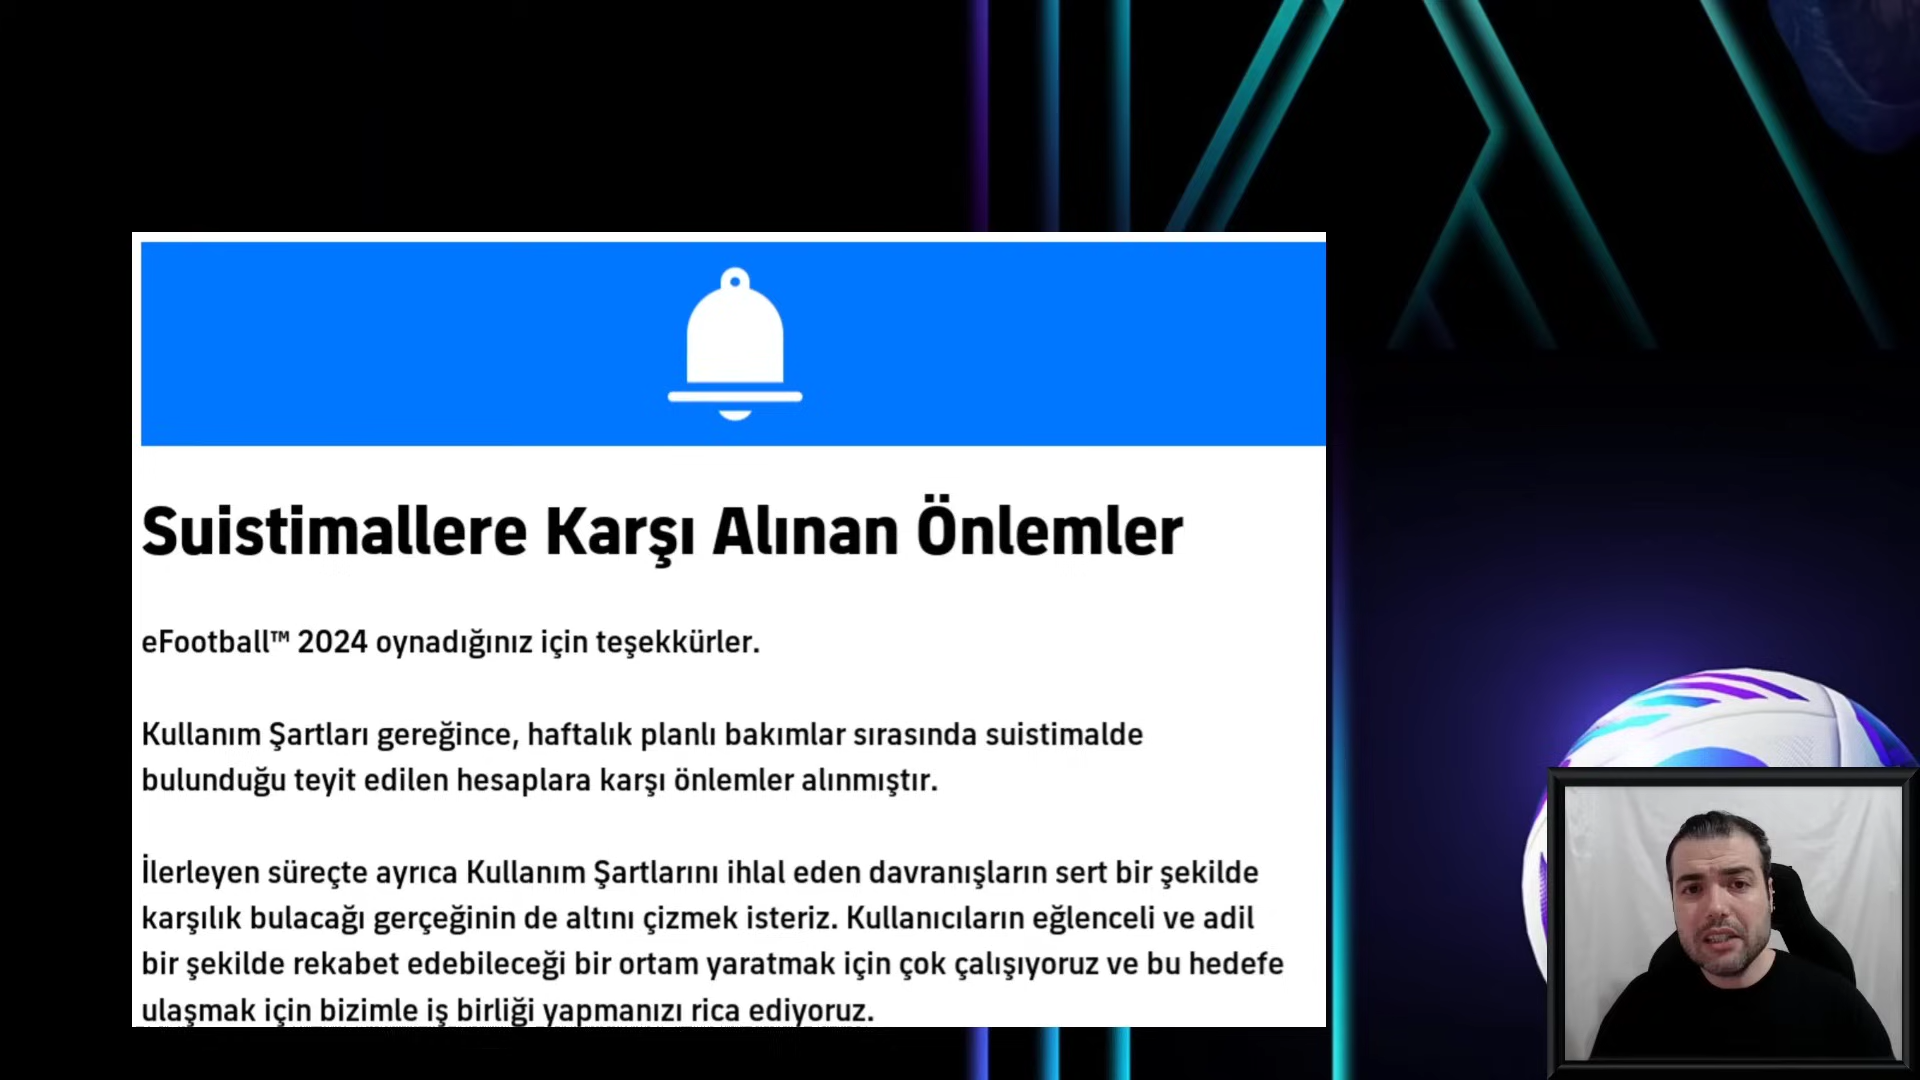 Suistimallere Karşı Alınan Önlemler
eFootball™ 2024 oynadığınız için teşekkürler.
Kullanım Şartları gereğince, haftalık planlı bakımlar sırasında suistimalde
bulunduğu teyit edilen hesaplara karşı önlemler alınmıştır.
İlerleyen süreçte ayrıca Kullanım Şartlarını ihlal eden davranışların sert bir şekilde
karşılık bulacağı gerçeğinin de altını çizmek isteriz. Kullanıcıların eğlenceli ve adil
bir şekilde rekabet edebileceği bir ortam yaratmak için çok çalışıyoruz ve bu hedefe
ulaşmak için bizimle iş birliği yapmanızı rica ediyoruz.